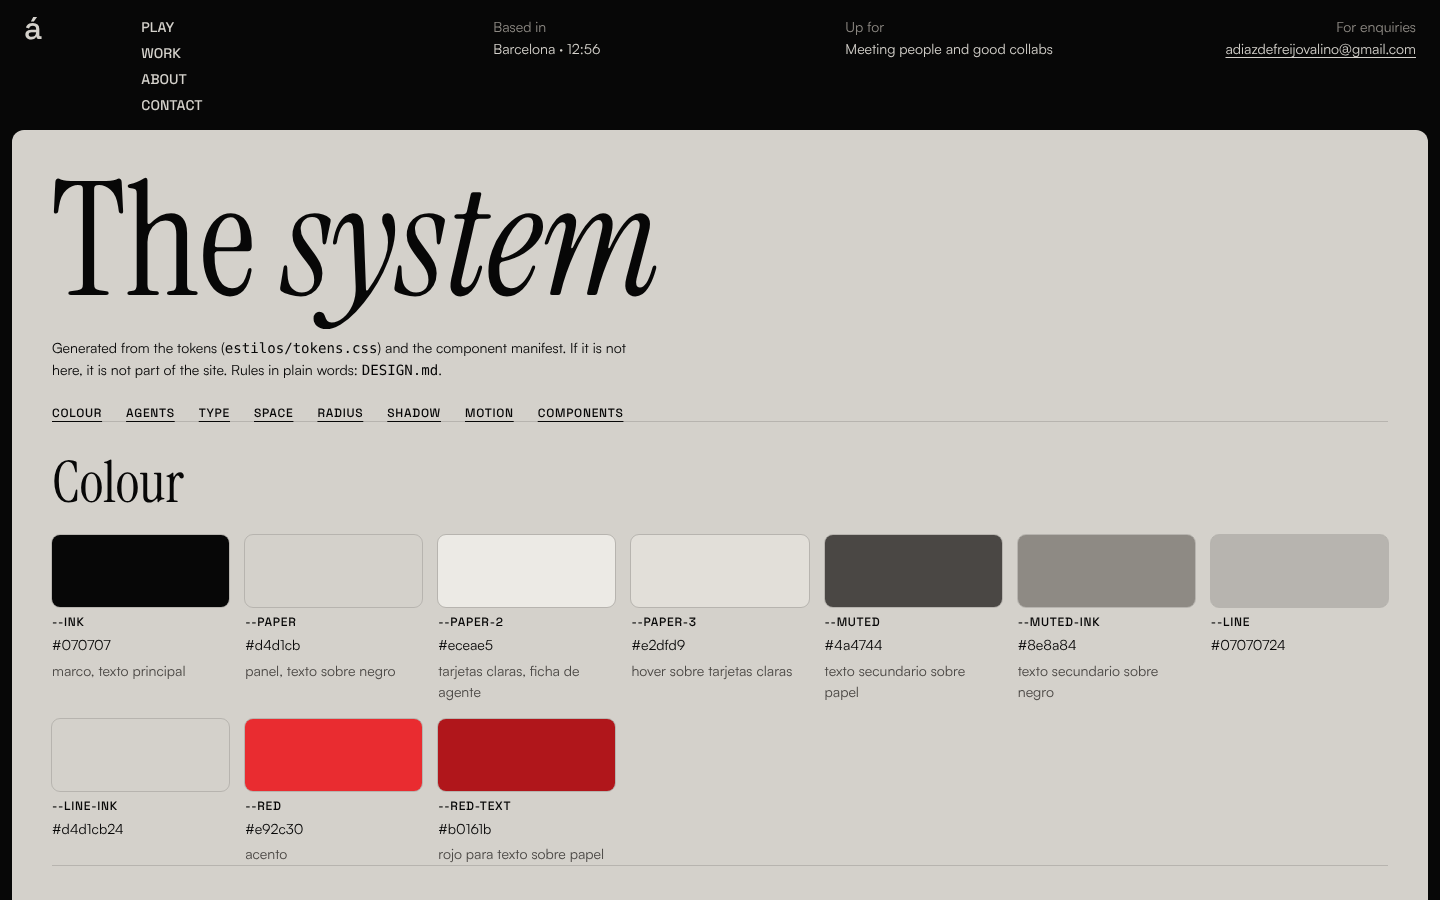 á
PLAY
WORK
ABOUT
CONTACT
Based in
Barcelona · 12:56
Up for
Meeting people and good collabs
For enquiries
adiazdefreijovalino@gmail.com
The system
Generated from the tokens (estilos/tokens.css) and the component manifest. If it is not
here, it is not part of the site. Rules in plain words: DESIGN.md.
COLOUR AGENTS TYPE SPACE RADIUS SHADOW MOTION COMPONENTS
Colour
--INK
#070707
marco, texto principal
--PAPER
#d4d1cb
panel, texto sobre negro
--PAPER-2
#eceae5
tarjetas claras, ficha de
agente
--PAPER-3
#e2dfd9
hover sobre tarjetas claras
--MUTED
#4a4744
texto secundario sobre
papel
--MUTED-INK
#8e8a84
texto secundario sobre
negro
--LINE
#07070724
--LINE-INK
#d4d1cb24
--RED
#e92c30
acento
--RED-TEXT
#b0161b
rojo para texto sobre papel